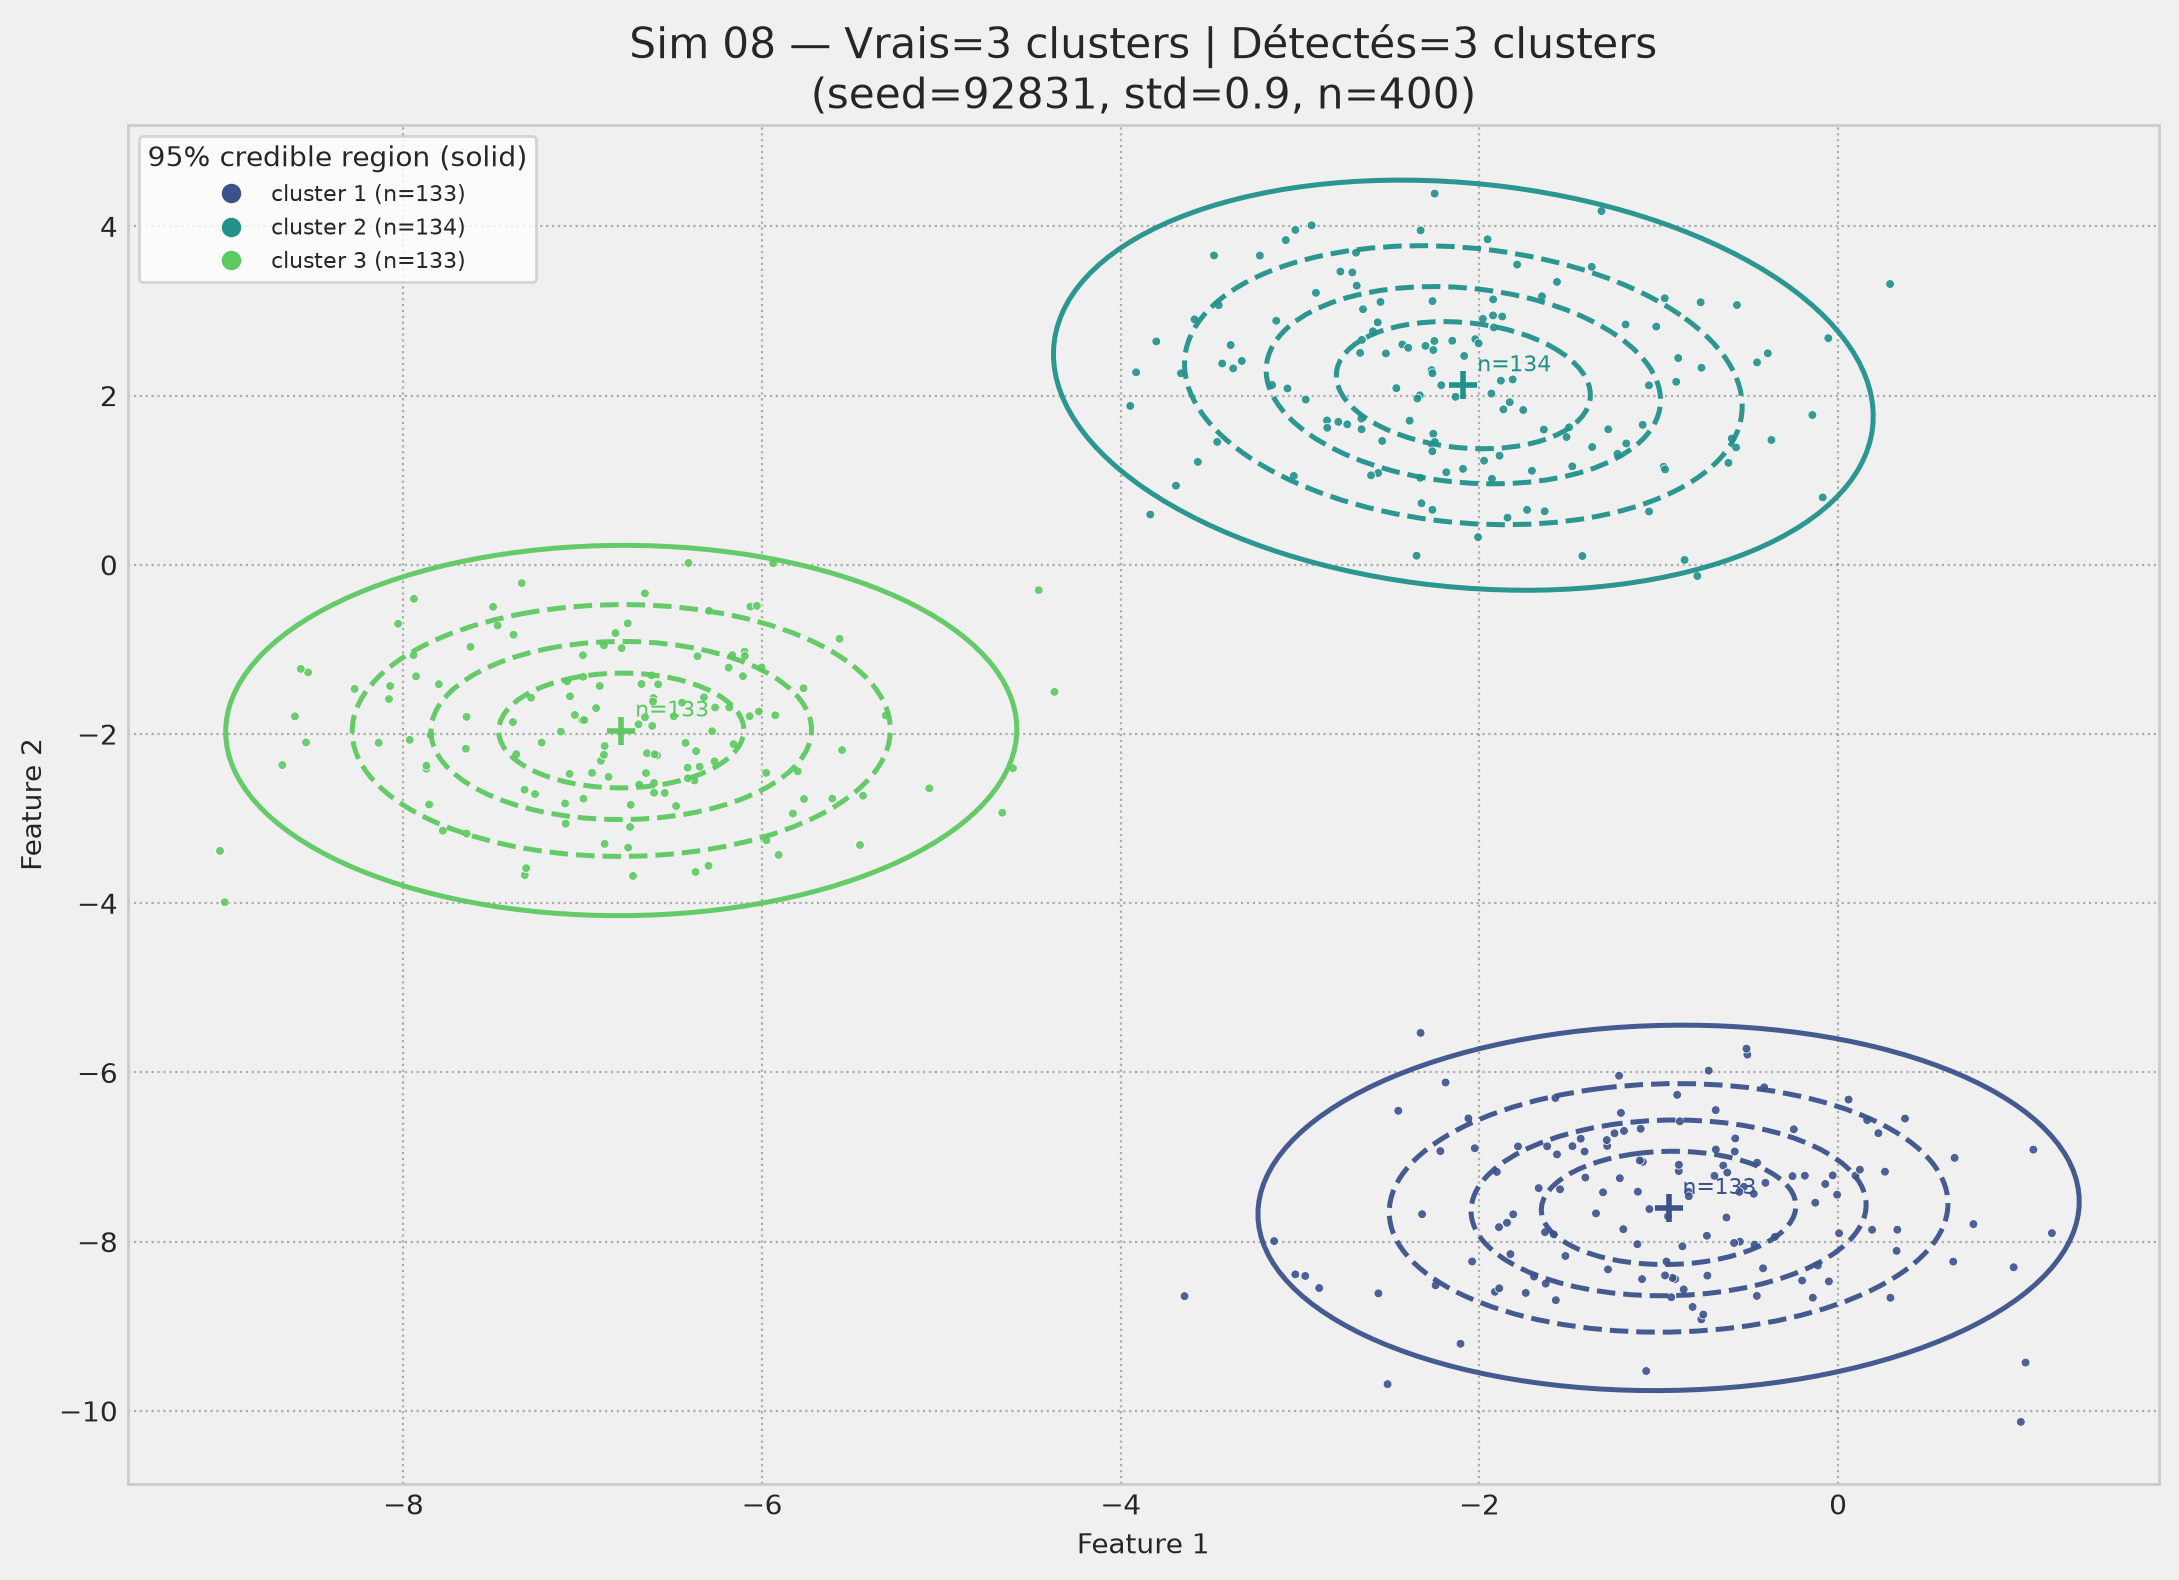 Sim 08 — Vrais=3 clusters | Détectés=3 clusters
(seed=92831, std=0.9, n=400)
95% credible region (solid)
cluster 1 (n=133)
cluster 2 (n=134)
cluster 3 (n=133)
n=134
n=133
n=133
4
2
0
−2
−4
−6
−8
−10
Feature 2
−8
−6
−4
−2
0
Feature 1